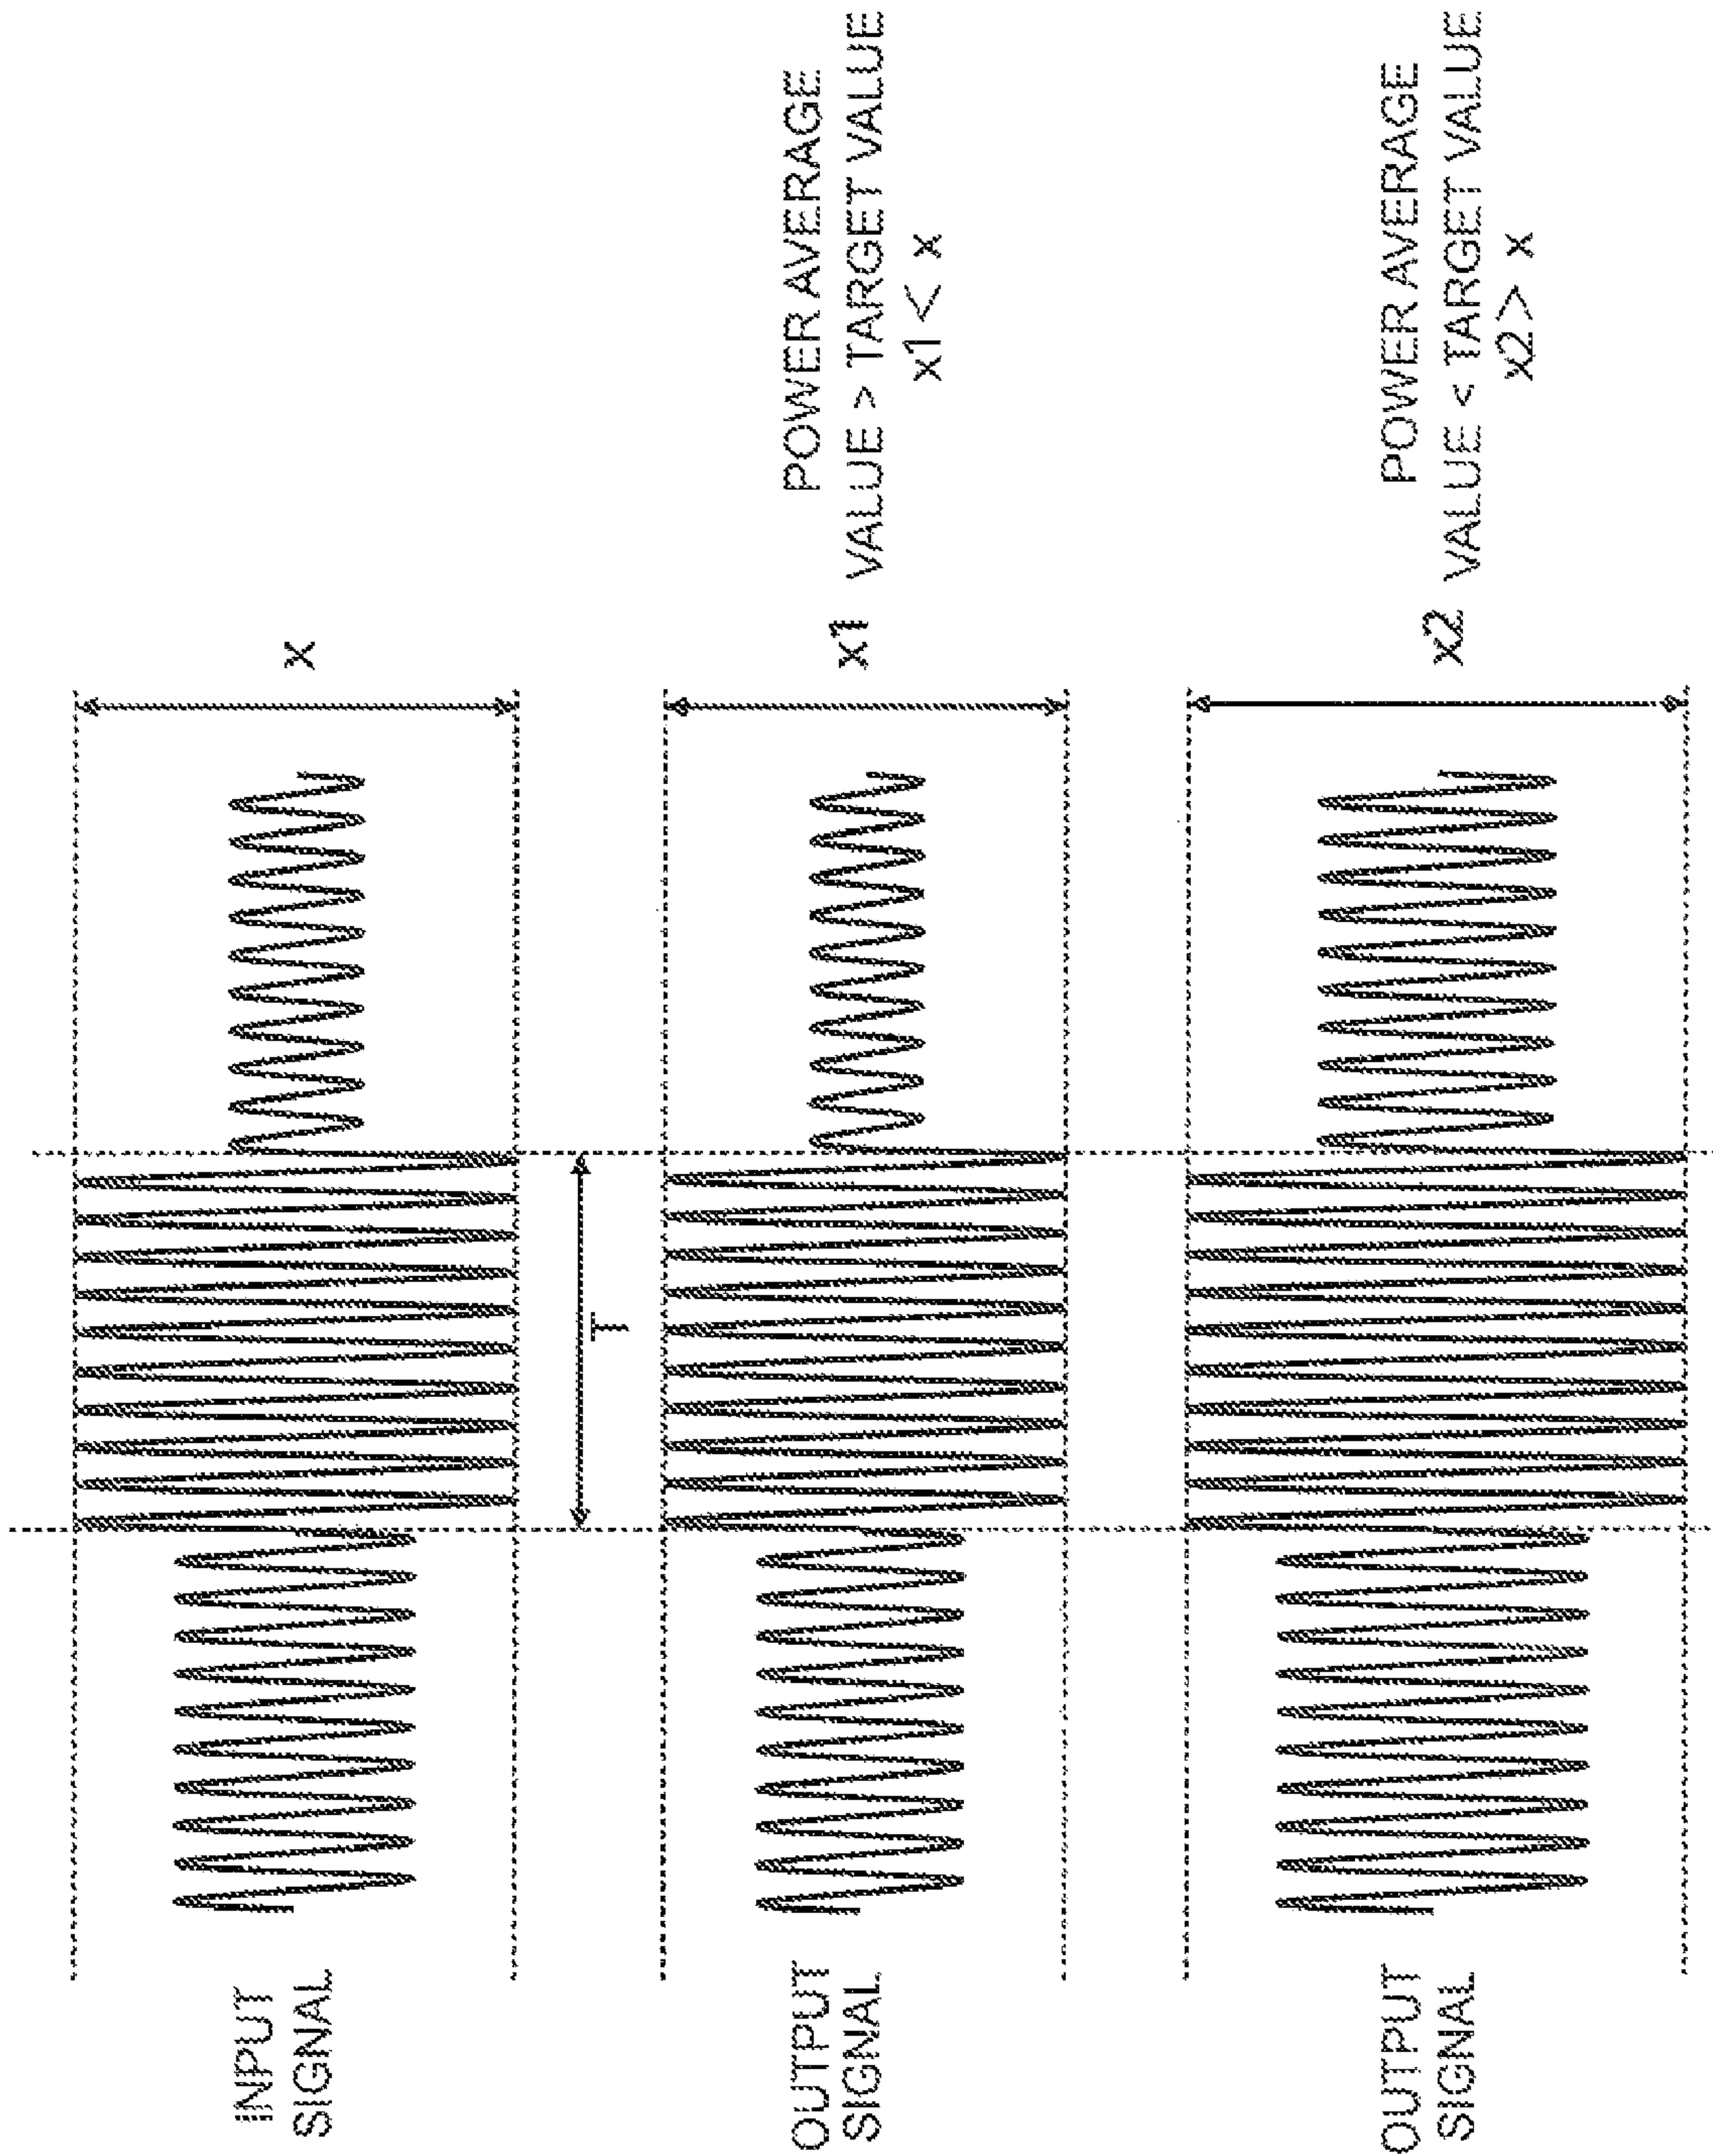 INPUT
SIGNAL
x
T
OUTPUT
SIGNAL
x1
POWER AVERAGE
VALUE > TARGET VALUE
x1 < x
OUTPUT
SIGNAL
x2
POWER AVERAGE
VALUE < TARGET VALUE
x2 > x